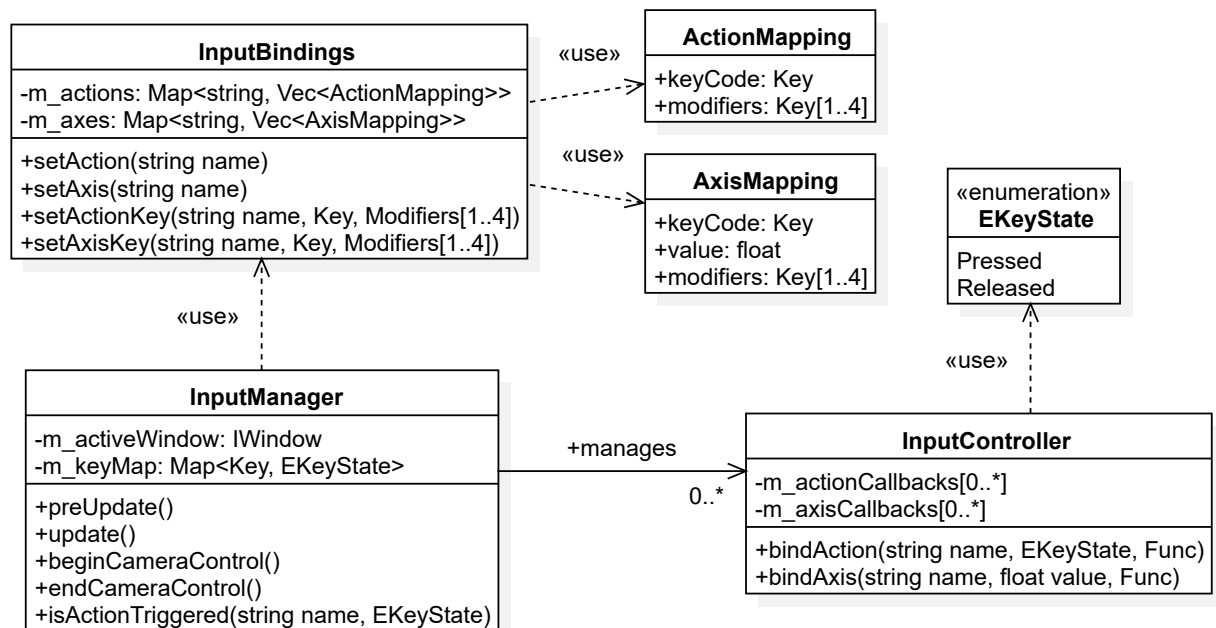 InputBindings
-m_actions: Map<string, Vec<ActionMapping>>
-m_axes: Map<string, Vec<AxisMapping>>
+setAction(string name)
+setAxis(string name)
+setActionKey(string name, Key, Modifiers[1..4])
+setAxisKey(string name, Key, Modifiers[1..4])
«use»
ActionMapping
+keyCode: Key
+modifiers: Key[1..4]
«use»
AxisMapping
+keyCode: Key
+value: float
+modifiers: Key[1..4]
«enumeration»
EKeyState
Pressed
Released
«use»
«use»
InputManager
-m_activeWindow: IWindow
-m_keyMap: Map<Key, EKeyState>
+preUpdate()
+update()
+beginCameraControl()
+endCameraControl()
+isActionTriggered(string name, EKeyState)
+manages
0..*
InputController
-m_actionCallbacks[0..*]
-m_axisCallbacks[0..*]
+bindAction(string name, EKeyState, Func)
+bindAxis(string name, float value, Func)